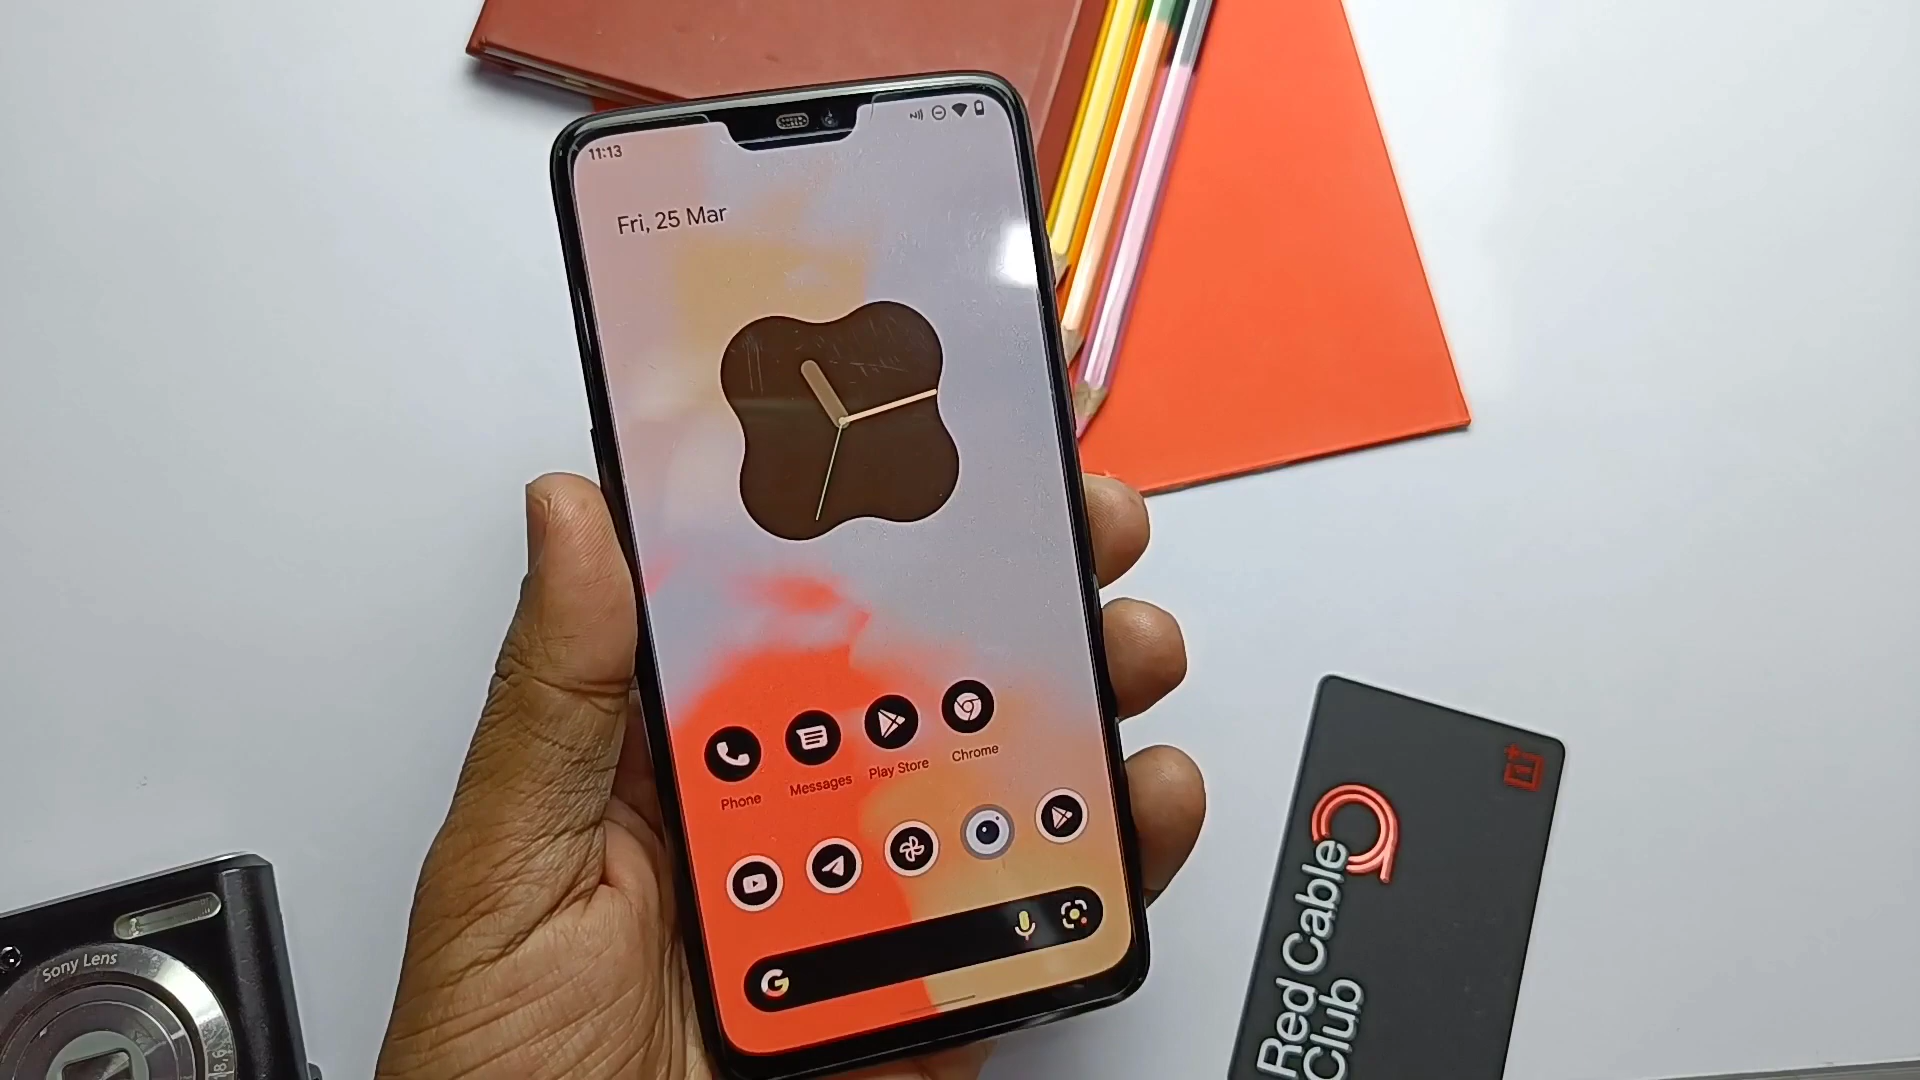 11:13
Fri, 25 Mar
Phone
Messages
Play Store
Chrome
G
Sony Lens
Red Cable
Club